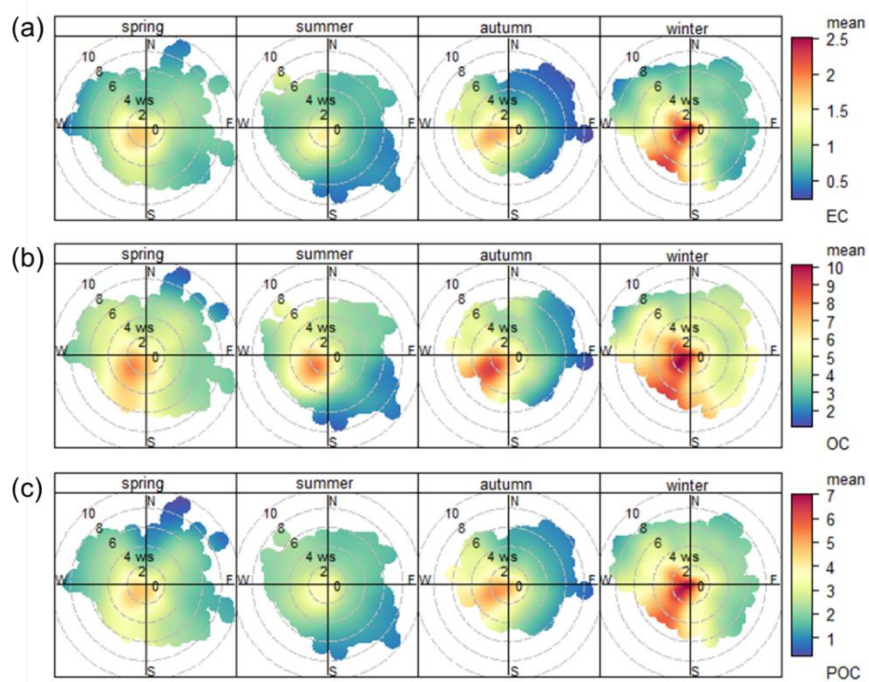 (a)
spring summer autumn winter
N N N N
10 10 10 10
8 8 8 8
6 6 6 6
4 ws 4 ws 4 ws 4 ws
2 2 2 2
0 0 0 0
W E W E W E W E
S S S S
mean
2.5
2
1.5
1
0.5
EC
(b)
spring summer autumn winter
N N N N
10 10 10 10
8 8 8 8
6 6 6 6
4 ws 4 ws 4 ws 4 ws
2 2 2 2
0 0 0 0
W E W E W E W E
S S S S
mean
10
9
8
7
6
5
4
3
2
OC
(c)
spring summer autumn winter
N N N N
10 10 10 10
8 8 8 8
6 6 6 6
4 ws 4 ws 4 ws 4 ws
2 2 2 2
0 0 0 0
W E W E W E W E
S S S S
mean
7
6
5
4
3
2
1
POC